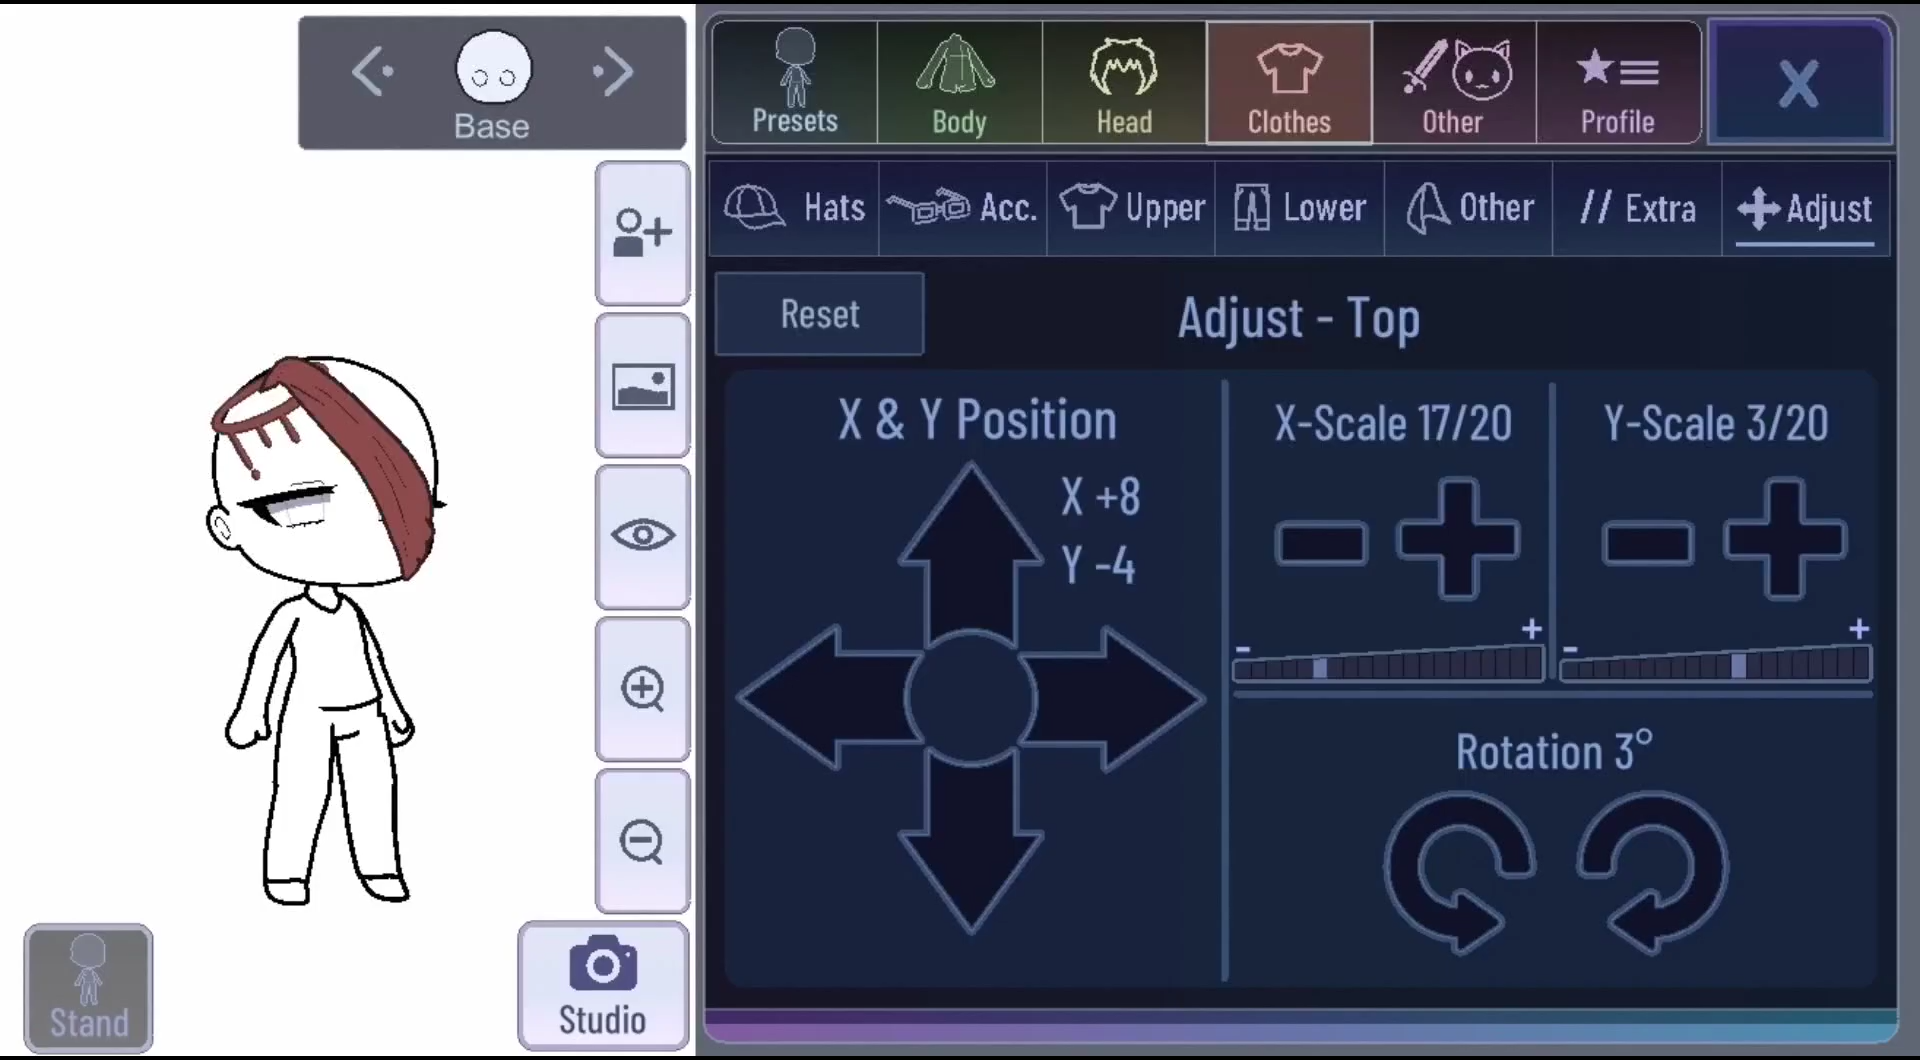 Base
Presets
Body
Head
Clothes
Other
Profile
X
Hats
Acc.
Upper
Lower
Other
// Extra
Adjust
Reset
Adjust - Top
X & Y Position
X +8
Y -4
X-Scale 17/20
Y-Scale 3/20
- +
- +
Rotation 3°
Stand
Studio